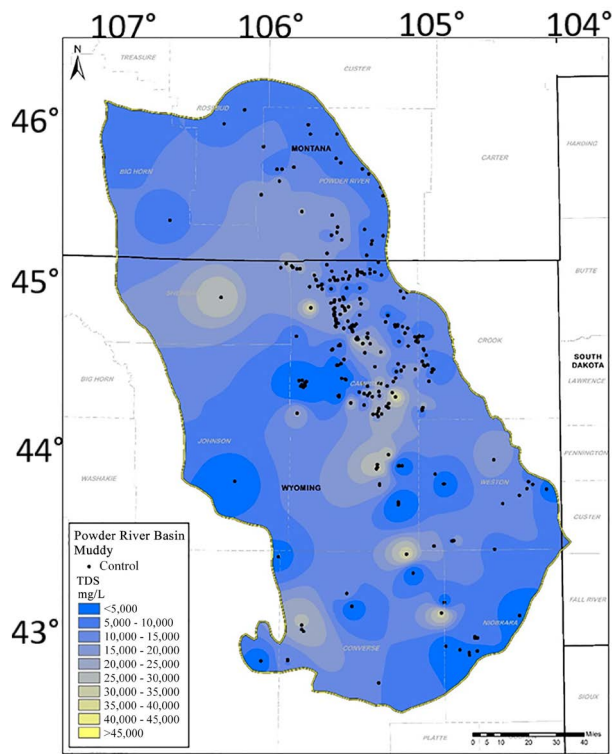 107° 106° 105° 104°
N
TREASURE
CUSTER
ROSEBUD
46°
MONTANA
HARDING
BIG HORN
CARTER
POWDER RIVER
45°
BUTTE
CROOK
SOUTH
DAKOTA
BIG HORN
LAWRENCE
44°
JOHNSON
PENNINGTON
WASHAKIE
WYOMING
WESTON
CUSTER
Powder River Basin
Muddy
Control
TDS
mg/L
<5,000
5,000 - 10,000
10,000 - 15,000
15,000 - 20,000
20,000 - 25,000
25,000 - 30,000
30,000 - 35,000
35,000 - 40,000
40,000 - 45,000
>45,000
FALL RIVER
43°
NIOBRARA
CONVERSE
SIOUX
Miles
0 5 10 20 30 40
PLATTE